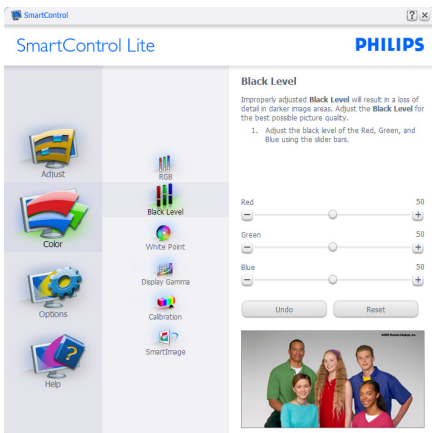 SmartControl
?
SmartControl Lite
PHILIPS
Adjust
Color
Options
Help
RGB
Black Level
White Point
Display Gamma
Calibration
SmartImage
Black Level
Improperly adjusted Black Level will result in a loss of
detail in darker image areas. Adjust the Black Level for
the best possible picture quality.
1. Adjust the black level of the Red, Green, and
Blue using the slider bars.
Red 50
Green 50
Blue 50
Undo Reset